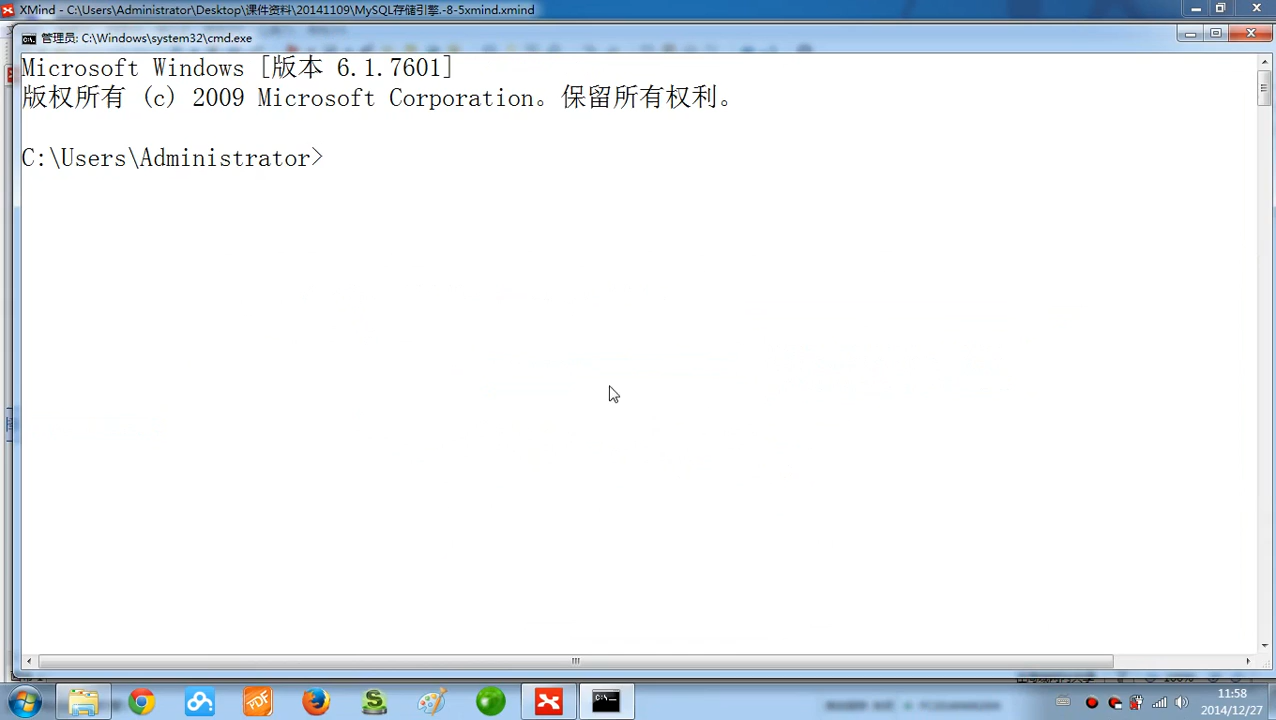 XMind - C:\Users\Administrator\Desktop\课件资料\20141109\MySQL存储引擎.-8-5xmind.xmind
管理员: C:\Windows\system32\cmd.exe
Microsoft Windows [版本 6.1.7601]
版权所有 (c) 2009 Microsoft Corporation。保留所有权利。
C:\Users\Administrator>
PDF
11:58
2014/12/27